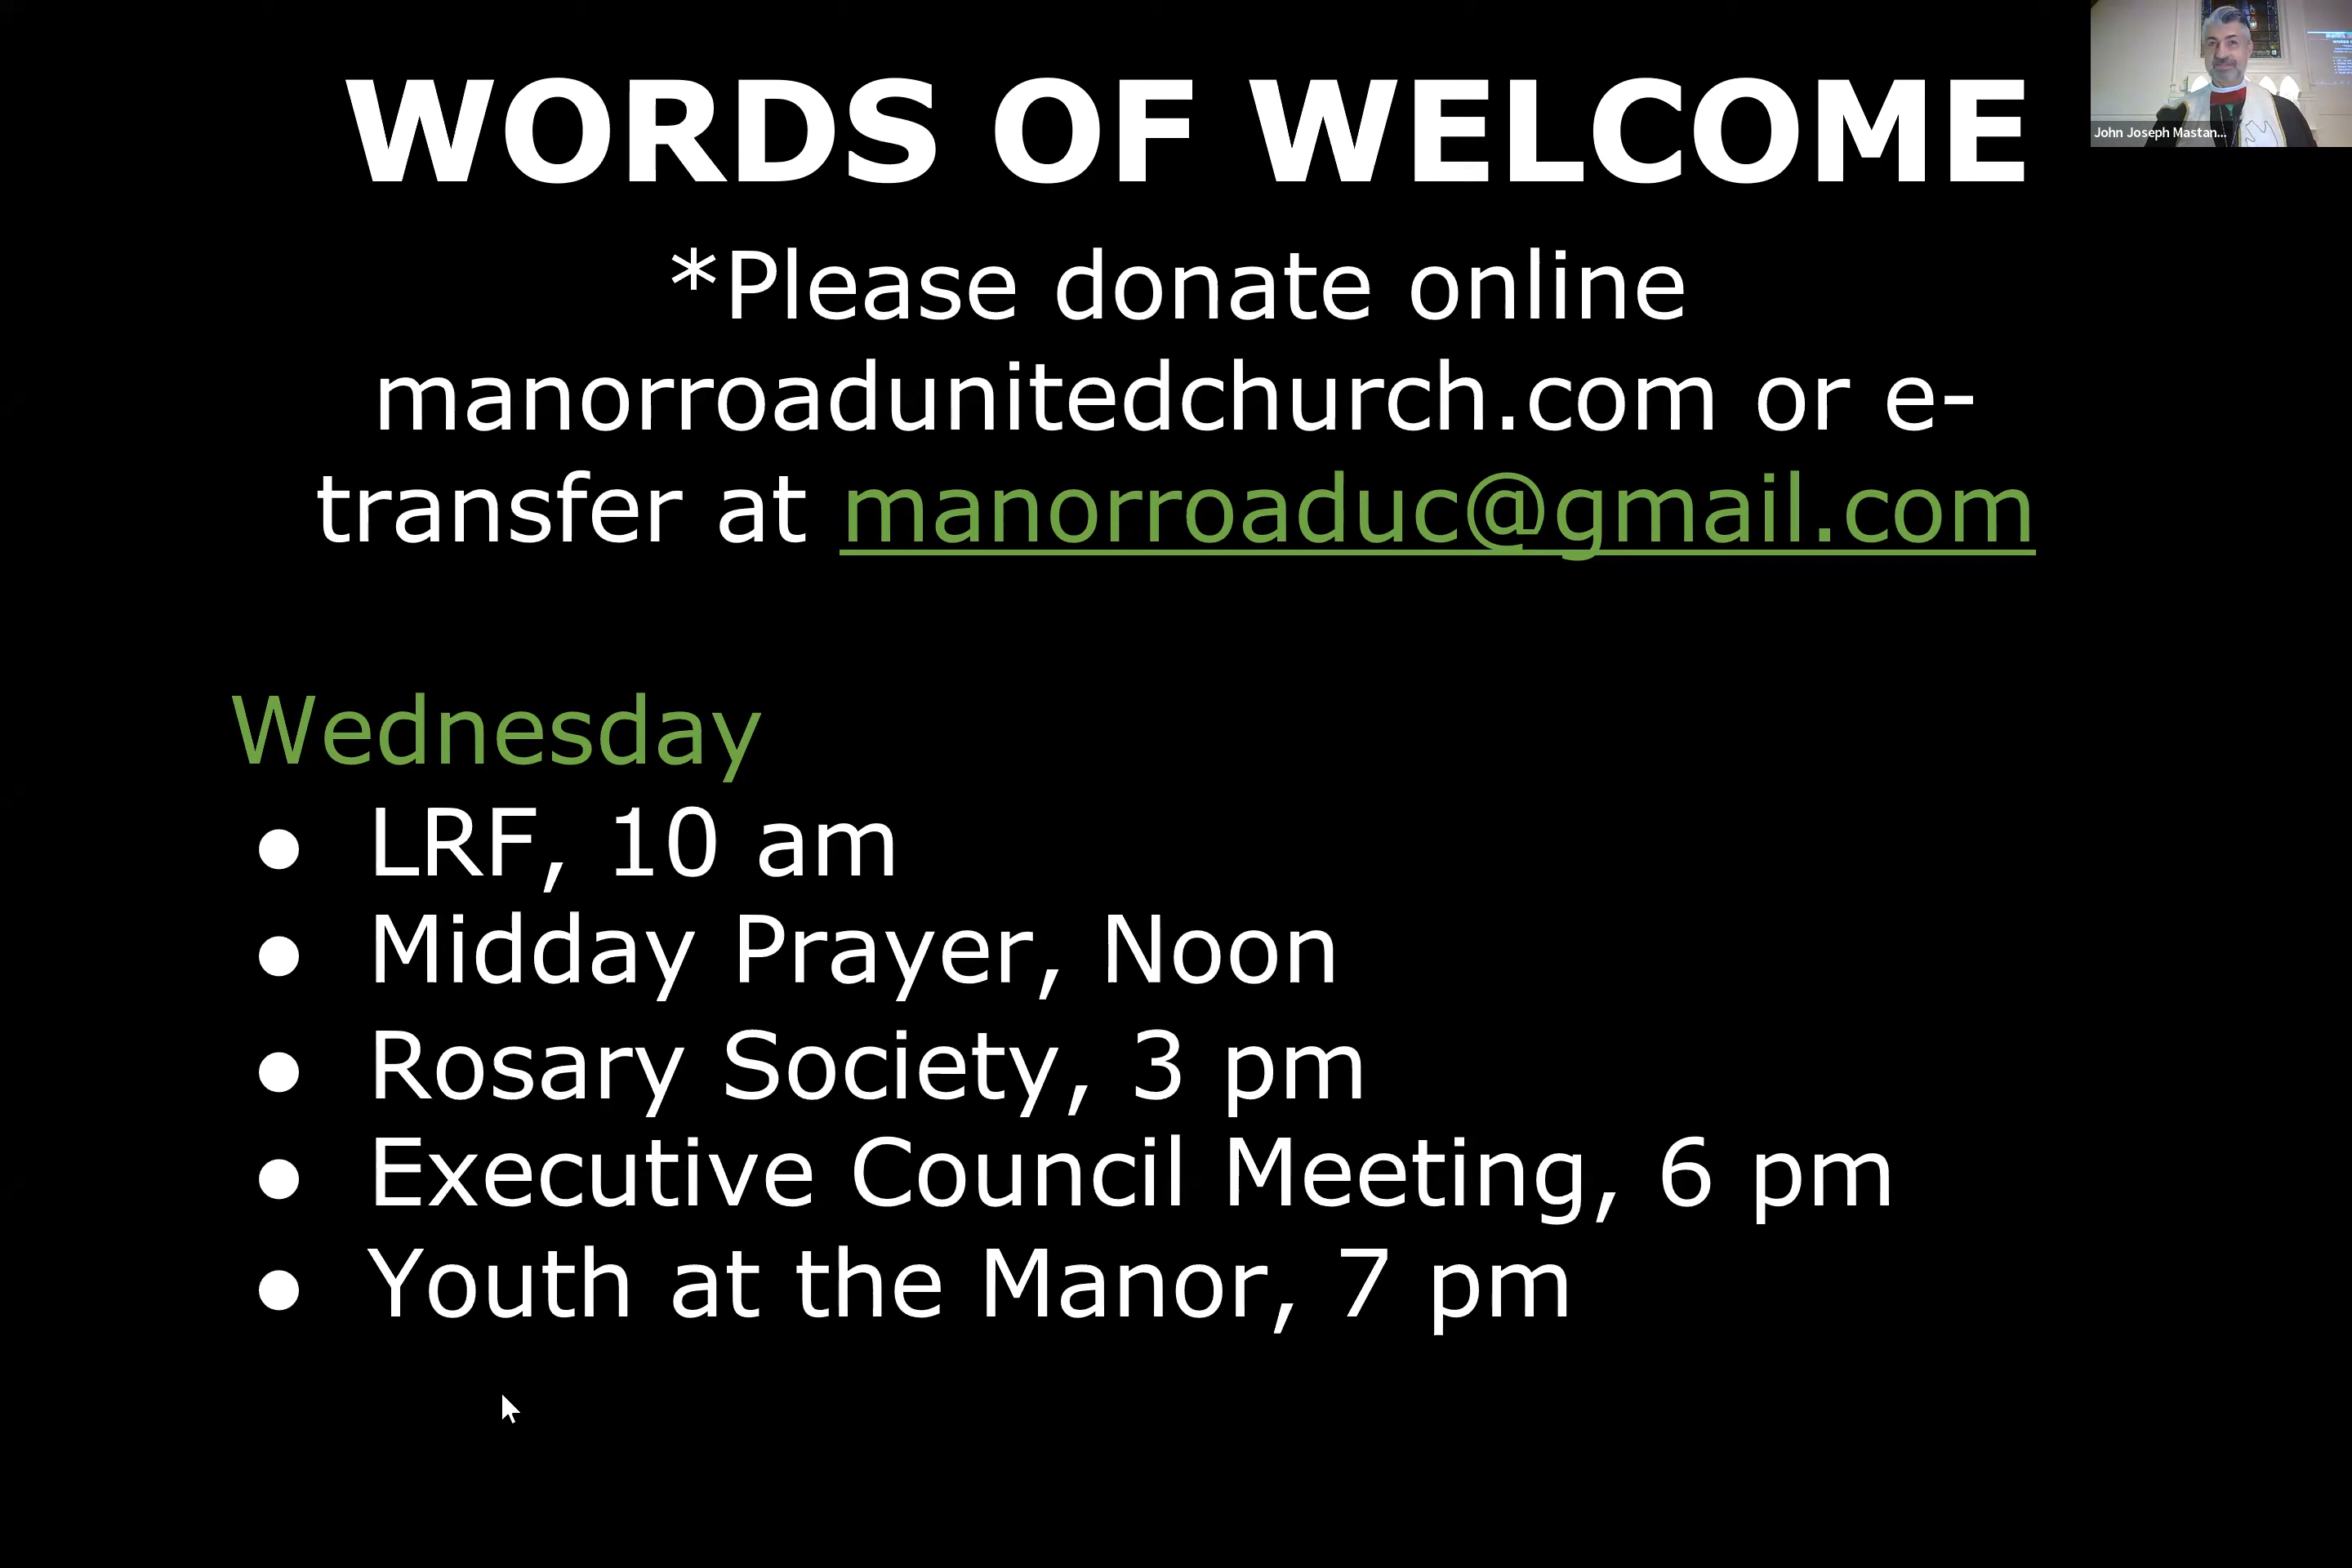 WORDS OF WELCOME
*Please donate online
manorroadunitedchurch.com or e-
transfer at manorroaduc@gmail.com
Wednesday
● LRF, 10 am
● Midday Prayer, Noon
● Rosary Society, 3 pm
● Executive Council Meeting, 6 pm
● Youth at the Manor, 7 pm
John Joseph Mastan...